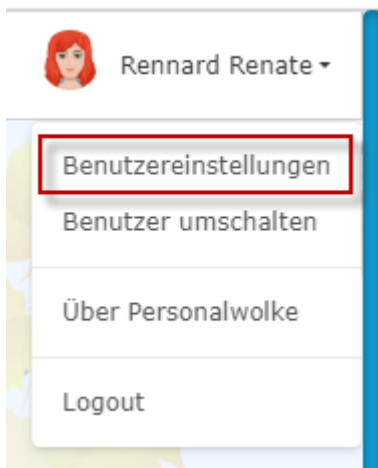 Rennard Renate
Benutzereinstellungen
Benutzer umschalten
Über Personalwolke
Logout